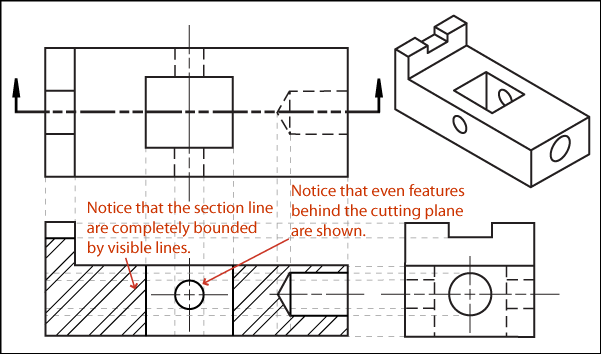 Notice that the section line
are completely bounded
by visible lines.
Notice that even features
behind the cutting plane
are shown.